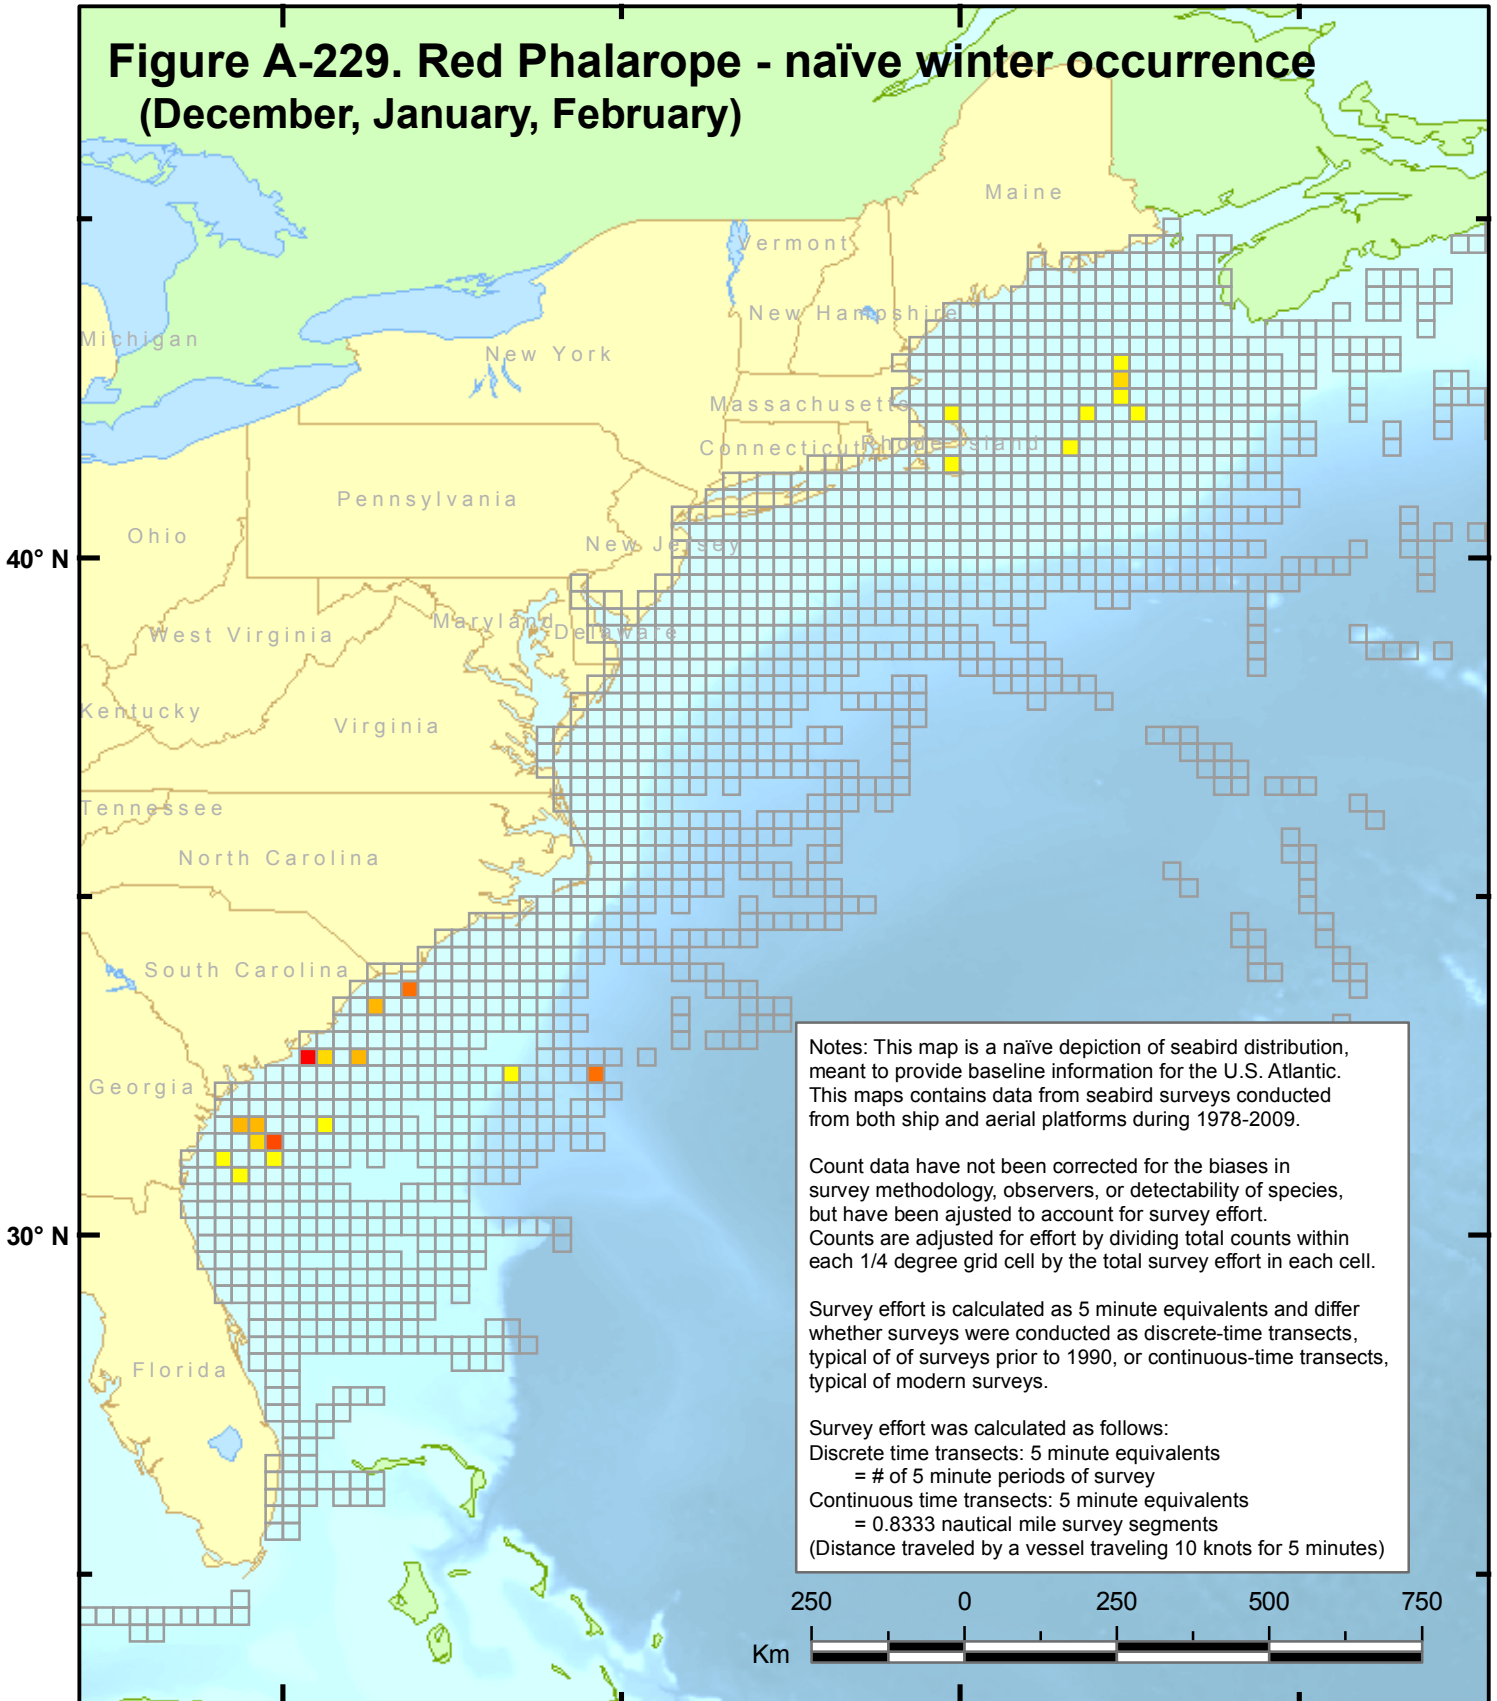 Figure A-229. Red Phalarope - naïve winter occurrence
(December, January, February)
Maine
Vermont
New Hampshire
Michigan
New York
Massachusetts
Connecticut
Rhode Island
Pennsylvania
Ohio
New Jersey
40° N
Maryland
Delaware
West Virginia
Kentucky
Virginia
Tennessee
North Carolina
South Carolina
Georgia
30° N
Florida
Notes: This map is a naïve depiction of seabird distribution,
meant to provide baseline information for the U.S. Atlantic.
This maps contains data from seabird surveys conducted
from both ship and aerial platforms during 1978-2009.
Count data have not been corrected for the biases in
survey methodology, observers, or detectability of species,
but have been ajusted to account for survey effort.
Counts are adjusted for effort by dividing total counts within
each 1/4 degree grid cell by the total survey effort in each cell.
Survey effort is calculated as 5 minute equivalents and differ
whether surveys were conducted as discrete-time transects,
typical of of surveys prior to 1990, or continuous-time transects,
typical of modern surveys.
Survey effort was calculated as follows:
Discrete time transects: 5 minute equivalents
= # of 5 minute periods of survey
Continuous time transects: 5 minute equivalents
= 0.8333 nautical mile survey segments
(Distance traveled by a vessel traveling 10 knots for 5 minutes)
250 0 250 500 750
Km